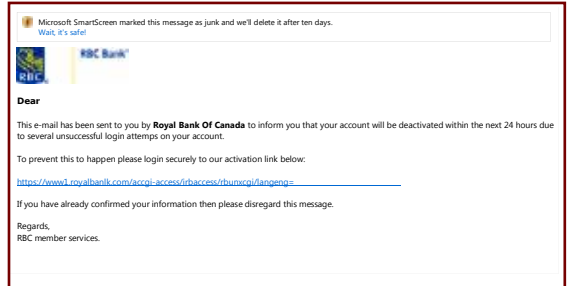 Microsoft SmartScreen marked this message as junk and we'll delete it after ten days.
Wait, it's safe!
RBC
RBC Bank™
Dear
This e-mail has been sent to you by Royal Bank Of Canada to inform you that your account will be deactivated within the next 24 hours due
to several unsuccessful login attemps on your account.
To prevent this to happen please login securely to our activation link below:
https://www1.royalbanlk.com/accgi-access/irbaccess/rbunxcgi/langeng=
If you have already confirmed your information then please disregard this message.
Regards,
RBC member services.